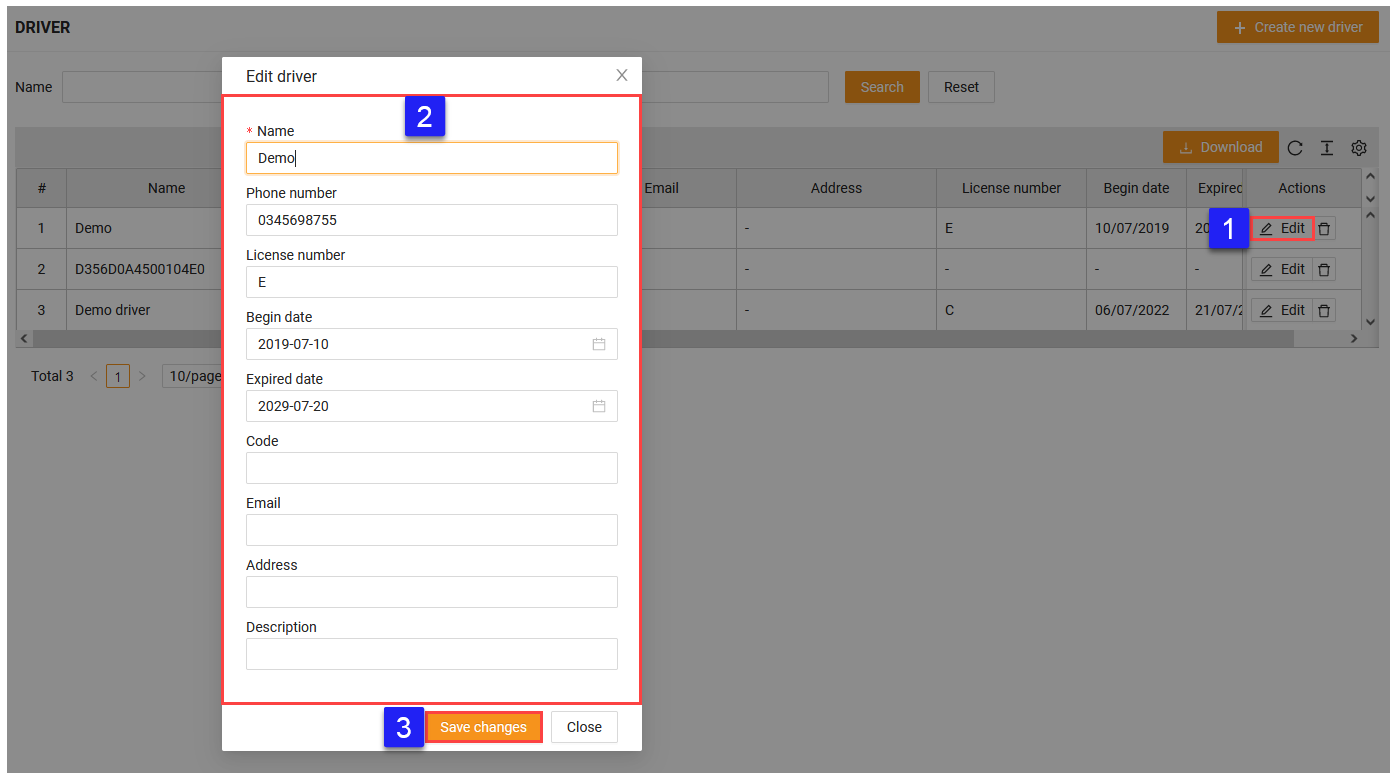 DRIVER
+ Create new driver
Name
Search
Reset
Download
# Name Email Address License number Begin date Expired Actions
1 Demo - E 10/07/2019 20 1 Edit
2 D356D0A4500104E0 - - - - Edit
3 Demo driver - C 06/07/2022 21/07/2 Edit
Total 3 < 1 > 10/page
Edit driver X
2
* Name
Demo
Phone number
0345698755
License number
E
Begin date
2019-07-10
Expired date
2029-07-20
Code
Email
Address
Description
3 Save changes Close